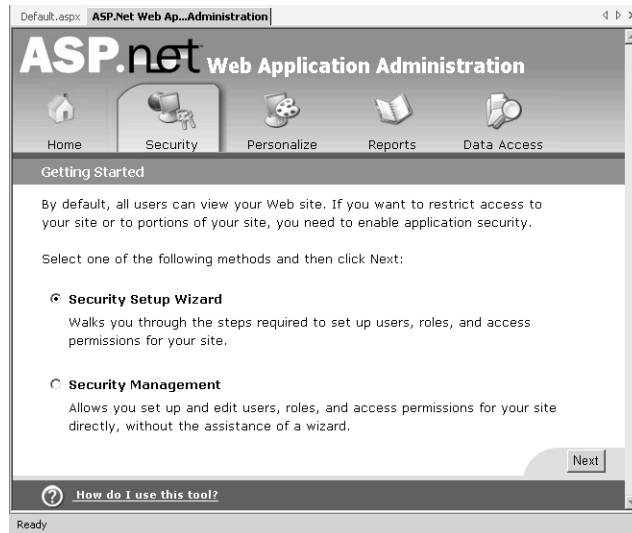 Default.aspx ASP.Net Web Ap...Administration
ASP.net Web Application Administration
Home Security Personalize Reports Data Access
Getting Started
By default, all users can view your Web site. If you want to restrict access to
your site or to portions of your site, you need to enable application security.
Select one of the following methods and then click Next:
Security Setup Wizard
Walks you through the steps required to set up users, roles, and access
permissions for your site.
Security Management
Allows you set up and edit users, roles, and access permissions for your site
directly, without the assistance of a wizard.
Next
? How do I use this tool?
Ready